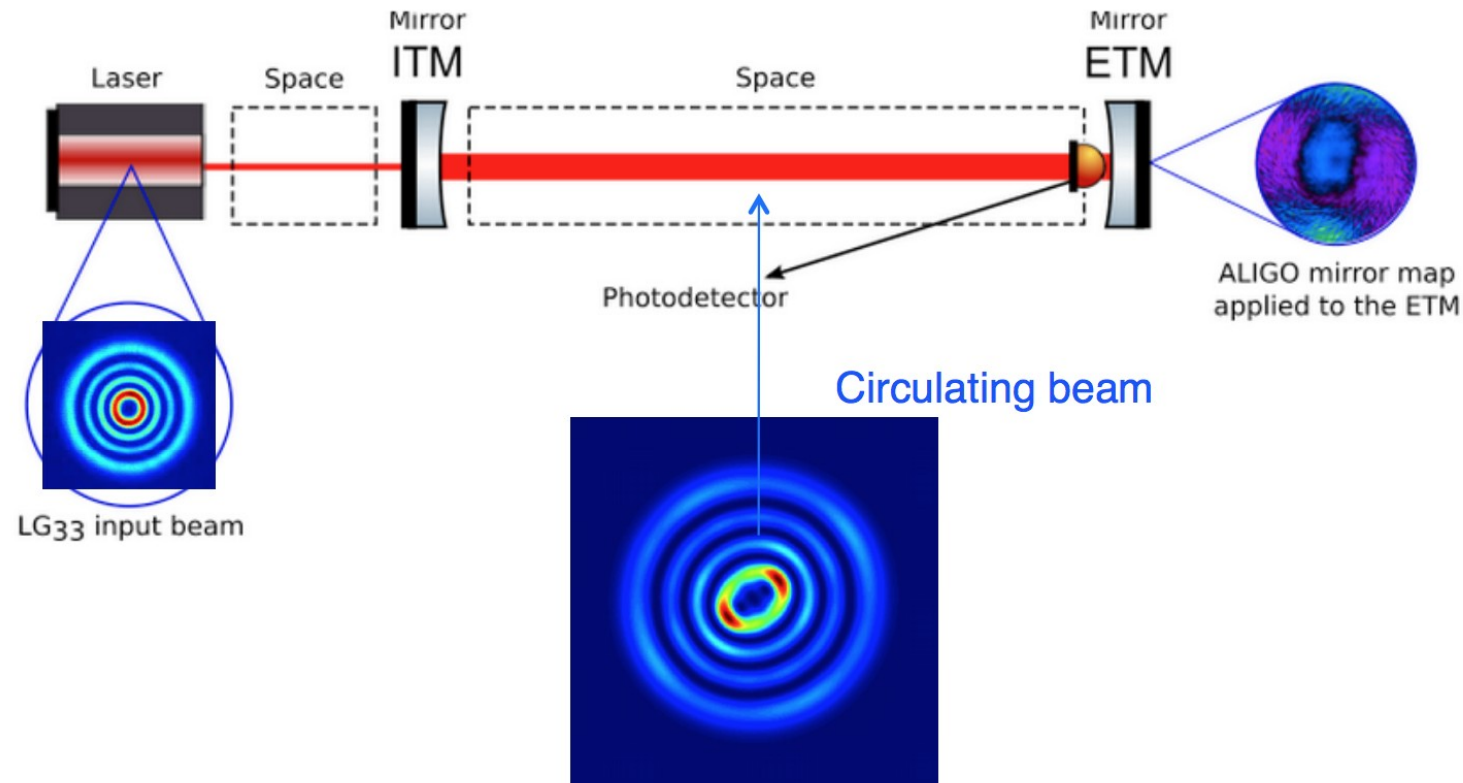 Mirror
ITM
Mirror
ETM
Laser
Space
Space
Photodetector
ALIGO mirror map
applied to the ETM
Circulating beam
LG33 input beam